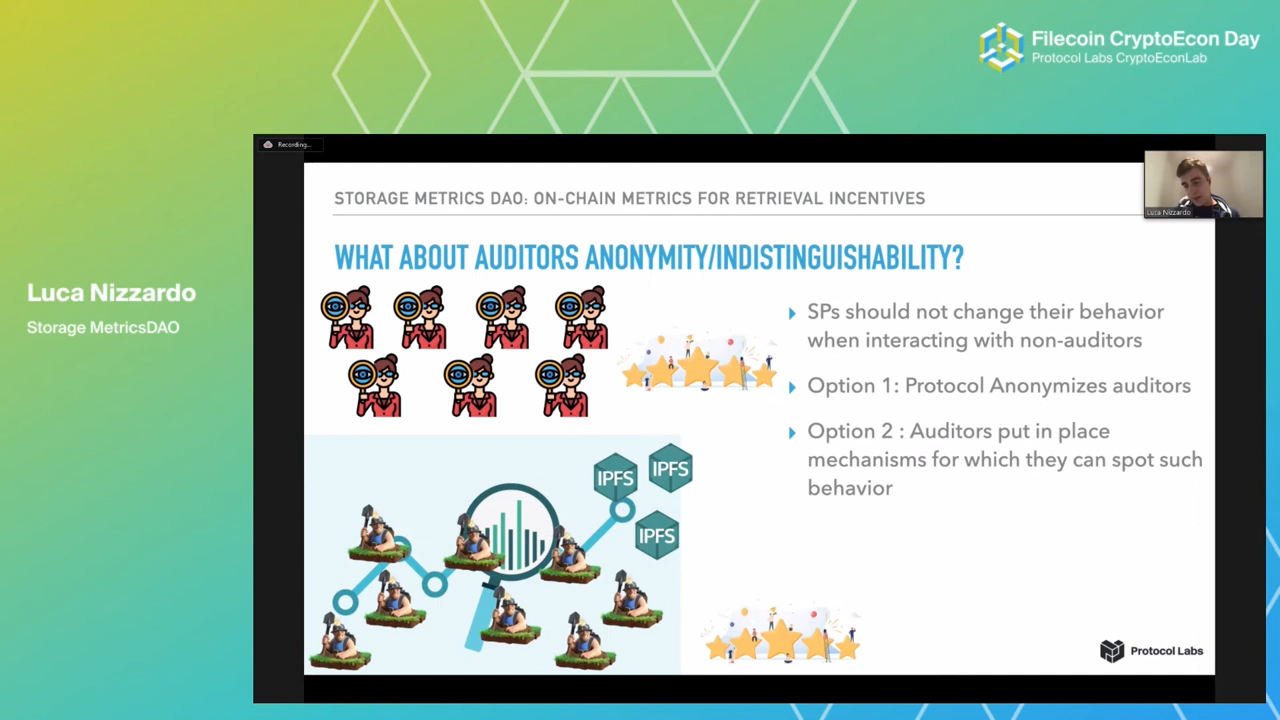 Filecoin CryptoEcon Day
Protocol Labs CryptoEconLab
Recording...
Luca Nizzardo
STORAGE METRICS DAO: ON-CHAIN METRICS FOR RETRIEVAL INCENTIVES
WHAT ABOUT AUDITORS ANONYMITY/INDISTINGUISHABILITY?
Luca Nizzardo
Storage MetricsDAO
SPs should not change their behavior
when interacting with non-auditors
Option 1: Protocol Anonymizes auditors
Option 2 : Auditors put in place
mechanisms for which they can spot such
behavior
IPFS
IPFS
IPFS
Protocol Labs